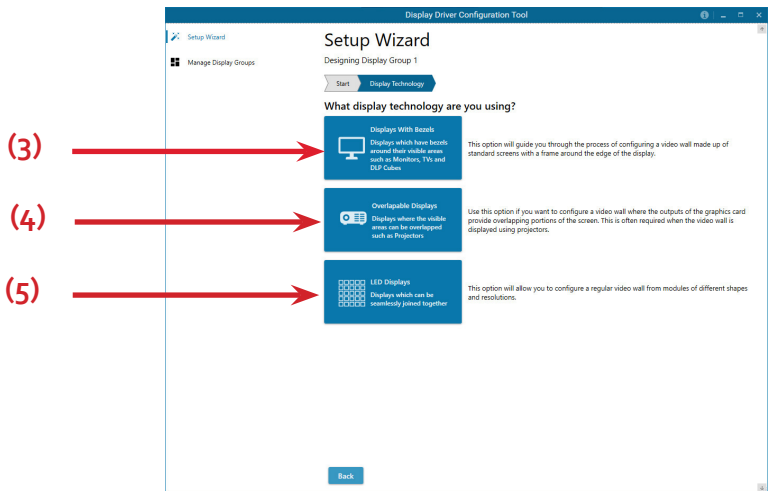 Display Driver Configuration Tool
Setup Wizard
Manage Display Groups
Setup Wizard
Designing Display Group 1
Start
Display Technology
What display technology are you using?
(3)
Displays With Bezels
Displays which have bezels
around their visible areas
such as Monitors, TVs and
DLP Cubes
This option will guide you through the process of configuring a video wall made up of
standard screens with a frame around the edge of the display.
(4)
Overlapable Displays
Displays where the visible
areas can be overlapped
such as Projectors
Use this option if you want to configure a video wall where the outputs of the graphics card
provide overlapping portions of the screen. This is often required when the video wall is
displayed using projectors.
(5)
LED Displays
Displays which can be
seamlessly joined together
This option will allow you to configure a regular video wall from modules of different shapes
and resolutions.
Back